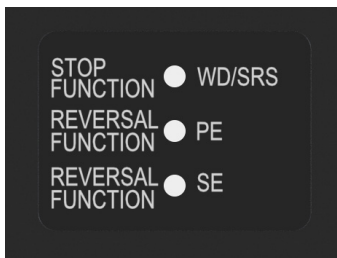 STOP
FUNCTION WD/SRS
REVERSAL
FUNCTION PE
REVERSAL
FUNCTION SE